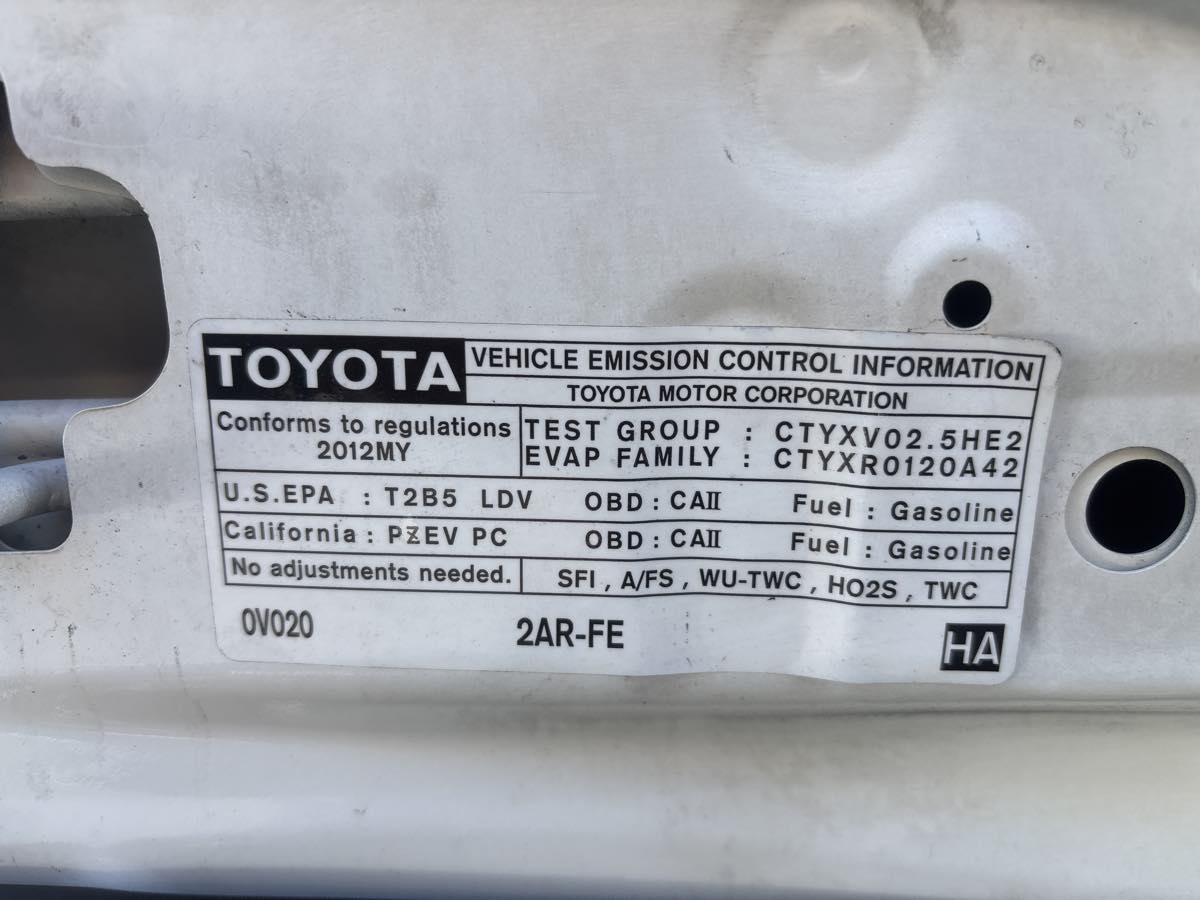 TOYOTA VEHICLE EMISSION CONTROL INFORMATION
TOYOTA MOTOR CORPORATION
Conforms to regulations
2012MY
TEST GROUP : CTYXV02.5HE2
EVAP FAMILY : CTYXR0120A42
U.S.EPA : T2B5 LDV OBD : CAII Fuel : Gasoline
California : PZEV PC OBD : CAII Fuel : Gasoline
No adjustments needed. SFI , A/FS , WU-TWC , HO2S , TWC
0V020 2AR-FE HA